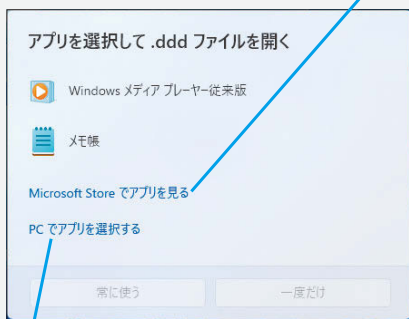 アプリを選択して .ddd ファイルを開く
Windows メディア プレーヤー従来版
メモ帳
Microsoft Store でアプリを見る
PC でアプリを選択する
常に使う
一度だけ